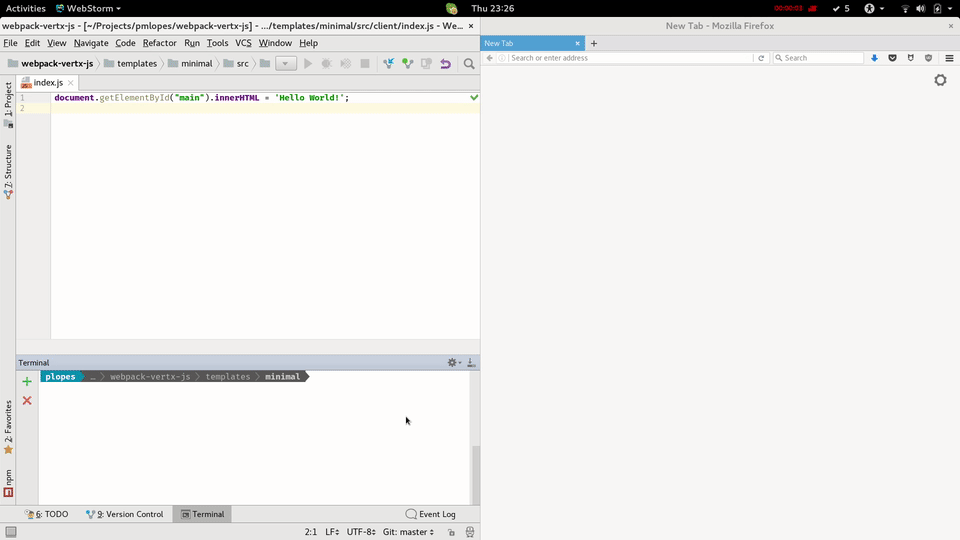 Activities WebStorm Thu 23:26 00:00:03 5
webpack-vertx-js - [~/Projects/pmlopes/webpack-vertx-js] - .../templates/minimal/src/client/index.js - We... ×
New Tab - Mozilla Firefox ×
File Edit View Navigate Code Refactor Run Tools VCS Window Help
New Tab × +
webpack-vertx-js templates minimal src
Search or enter address
Search
index.js
1: Project
7: Structure
2: Favorites
npm
1 document.getElementById("main").innerHTML = 'Hello World!';
2
Terminal
plopes … webpack-vertx-js templates minimal
6: TODO 9: Version Control Terminal Event Log
2:1 LF UTF-8 Git: master